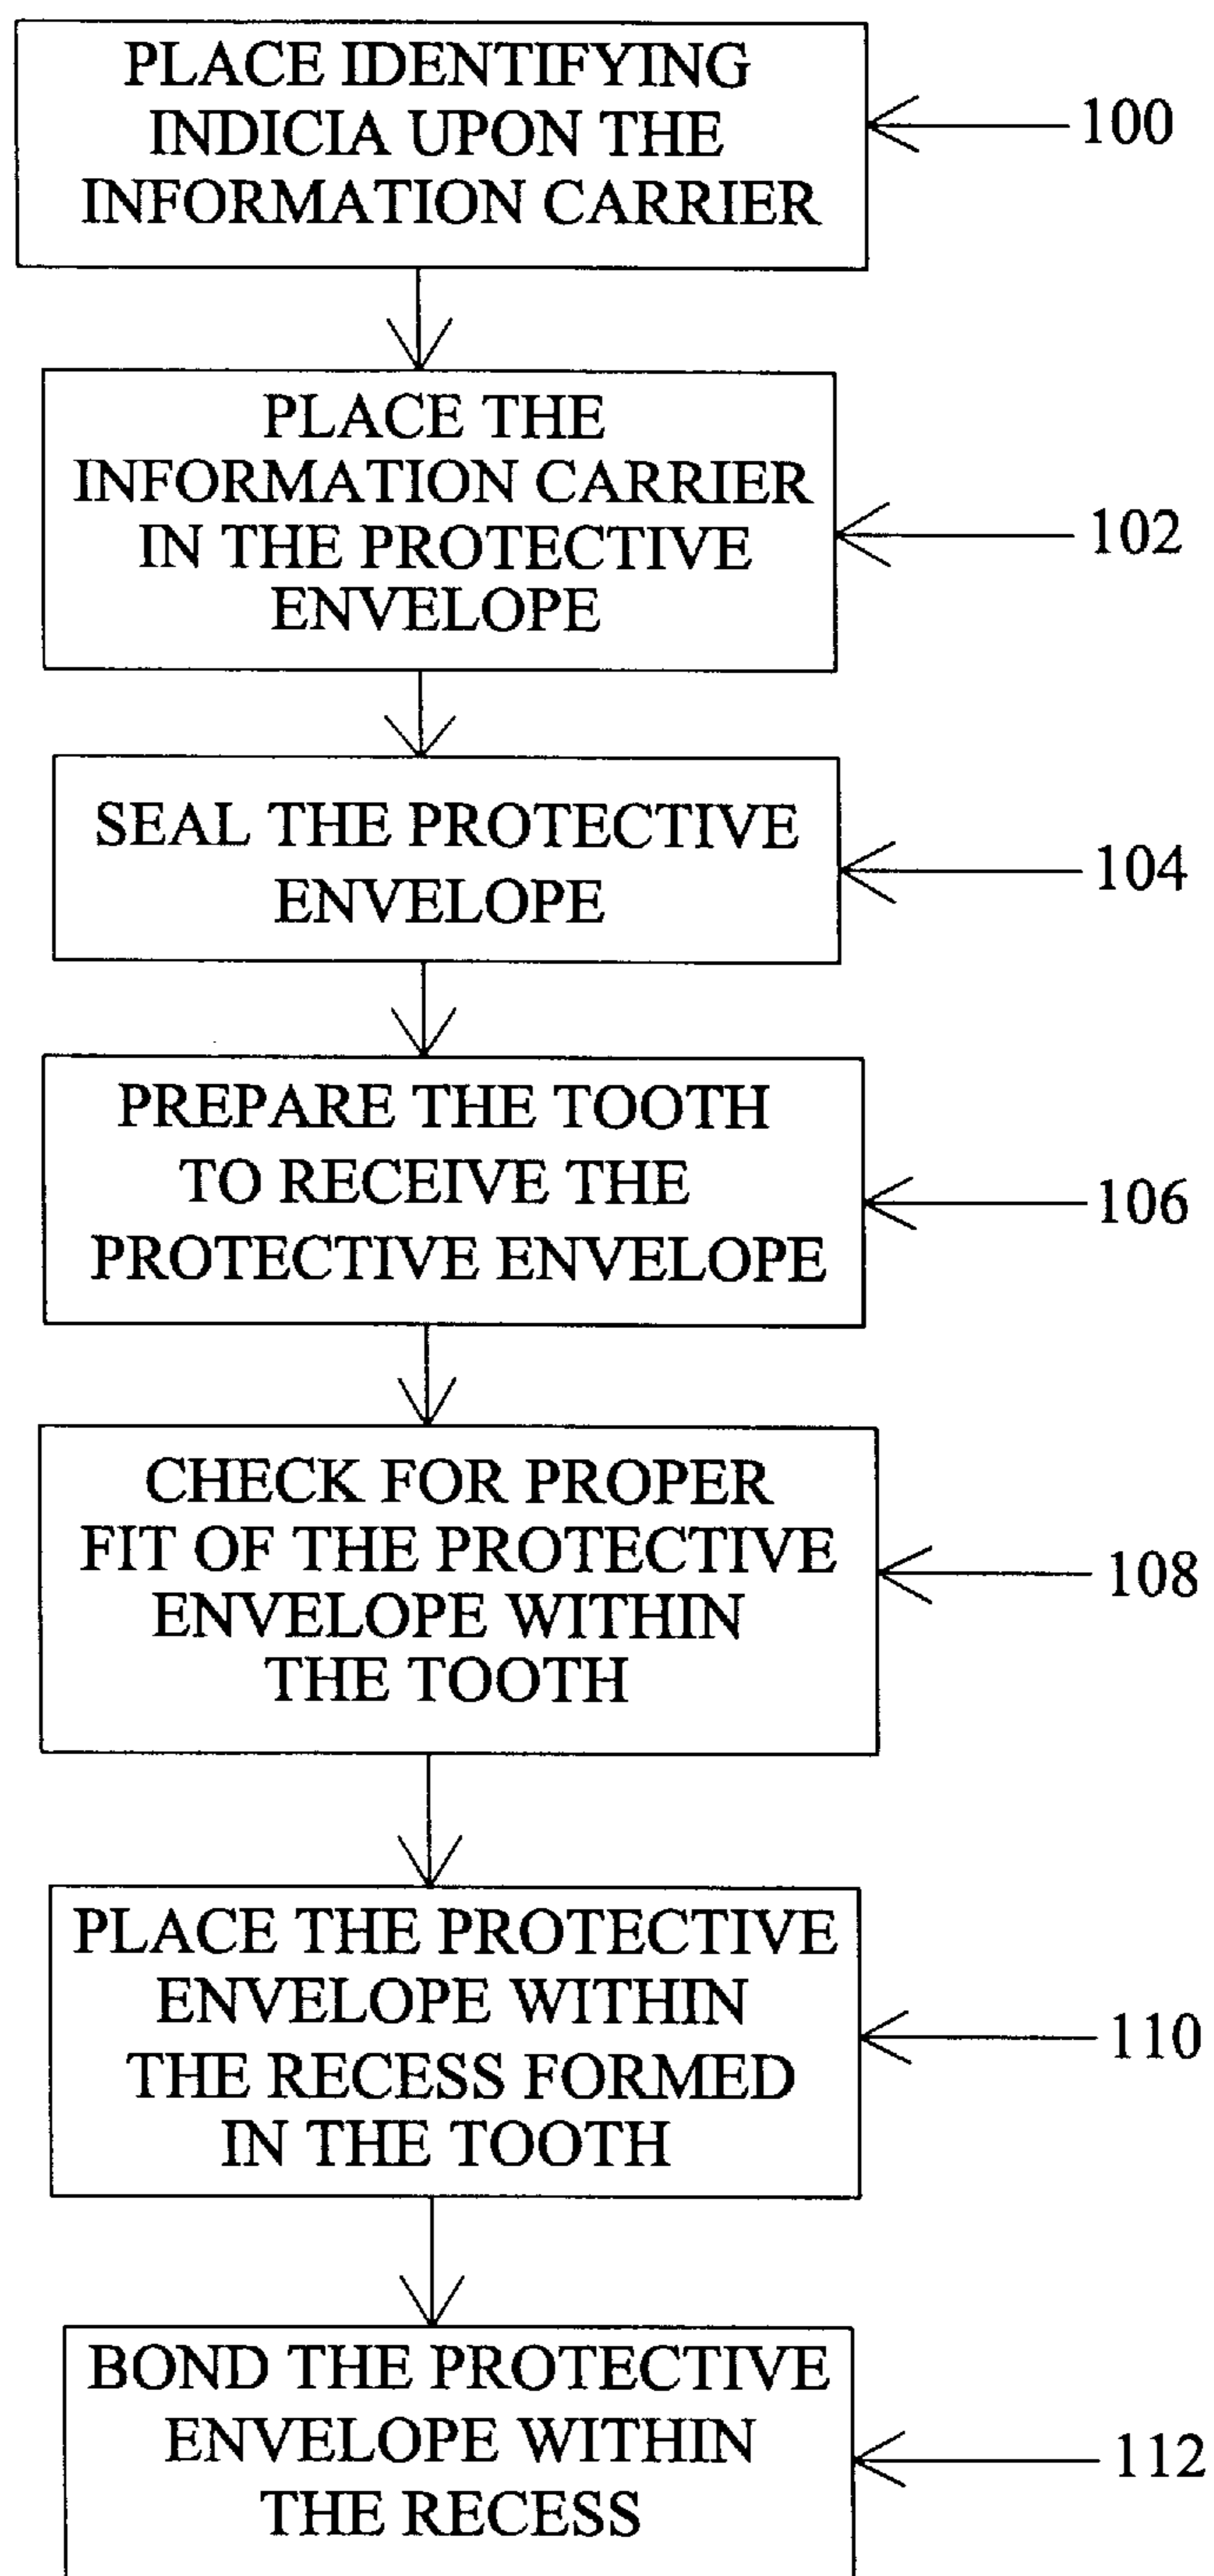 PLACE IDENTIFYING
INDICIA UPON THE
INFORMATION CARRIER
100
PLACE THE
INFORMATION CARRIER
IN THE PROTECTIVE
ENVELOPE
102
SEAL THE PROTECTIVE
ENVELOPE
104
PREPARE THE TOOTH
TO RECEIVE THE
PROTECTIVE ENVELOPE
106
CHECK FOR PROPER
FIT OF THE PROTECTIVE
ENVELOPE WITHIN
THE TOOTH
108
PLACE THE PROTECTIVE
ENVELOPE WITHIN
THE RECESS FORMED
IN THE TOOTH
110
BOND THE PROTECTIVE
ENVELOPE WITHIN
THE RECESS
112